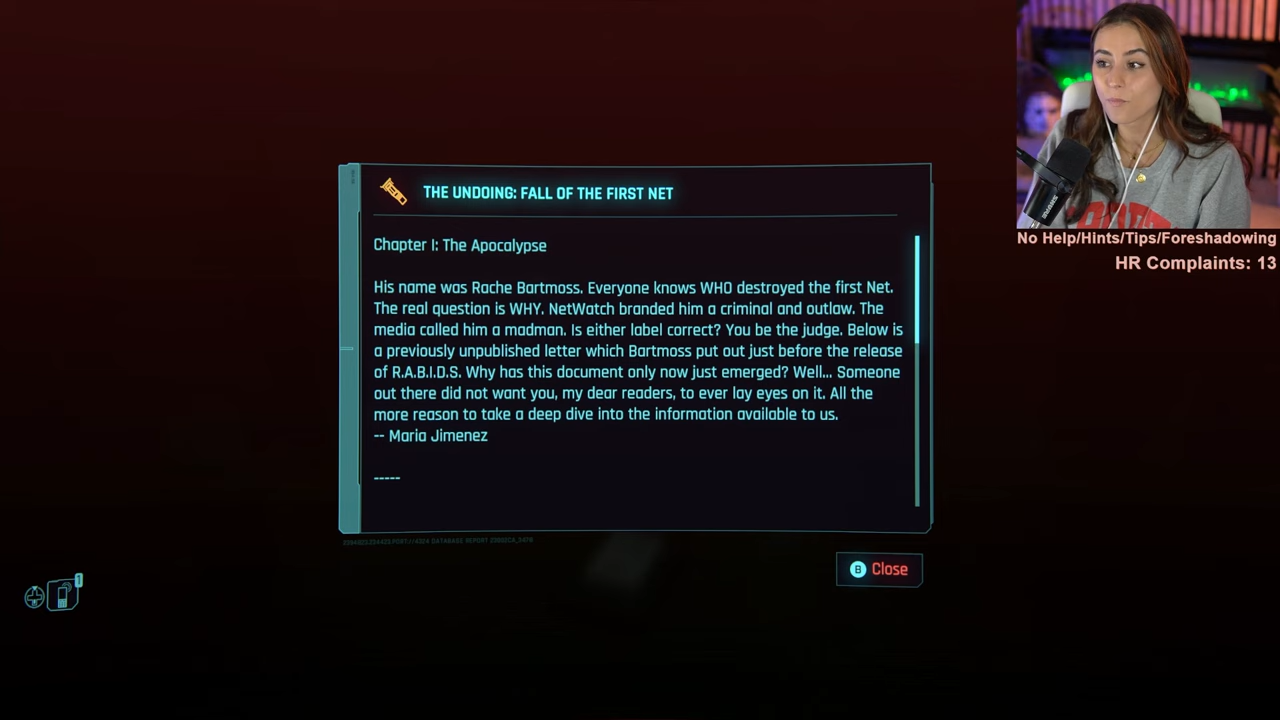 THE UNDOING: FALL OF THE FIRST NET
Chapter I: The Apocalypse
His name was Rache Bartmoss. Everyone knows WHO destroyed the first Net.
The real question is WHY. NetWatch branded him a criminal and outlaw. The
media called him a madman. Is either label correct? You be the judge. Below is
a previously unpublished letter which Bartmoss put out just before the release
of R.A.B.I.D.S. Why has this document only now just emerged? Well... Someone
out there did not want you, my dear readers, to ever lay eyes on it. All the
more reason to take a deep dive into the information available to us.
-- Maria Jimenez
-----
B Close
1
No Help/Hints/Tips/Foreshadowing
HR Complaints: 13